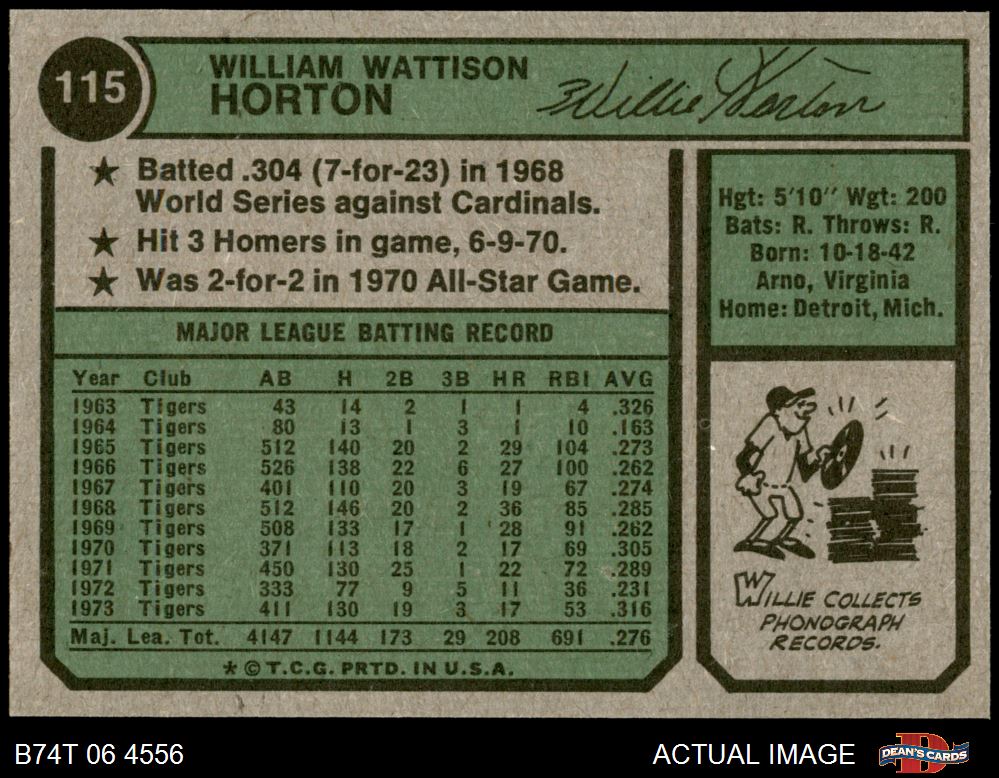 115
WILLIAM WATTISON
HORTON
Willie Horton
★ Batted .304 (7-for-23) in 1968
World Series against Cardinals.
★ Hit 3 Homers in game, 6-9-70.
★ Was 2-for-2 in 1970 All-Star Game.
Hgt: 5'10" Wgt: 200
Bats: R. Throws: R.
Born: 10-18-42
Arno, Virginia
Home: Detroit, Mich.
MAJOR LEAGUE BATTING RECORD
Year Club AB H 2B 3B HR RBI AVG
1963 Tigers 43 14 2 1 1 4 .326
1964 Tigers 80 13 1 3 1 10 .163
1965 Tigers 512 140 20 2 29 104 .273
1966 Tigers 526 138 22 6 27 100 .262
1967 Tigers 401 110 20 3 19 67 .274
1968 Tigers 512 146 20 2 36 85 .285
1969 Tigers 508 133 17 1 28 91 .262
1970 Tigers 371 113 18 2 17 69 .305
1971 Tigers 450 130 25 1 22 72 .289
1972 Tigers 333 77 9 5 11 36 .231
1973 Tigers 411 130 19 3 17 53 .316
Maj. Lea. Tot. 4147 1144 173 29 208 691 .276
* © T.C.G. PRTD. IN U.S.A.
WILLIE COLLECTS
PHONOGRAPH
RECORDS.
B74T 06 4556
ACTUAL IMAGE
DEAN'S CARDS